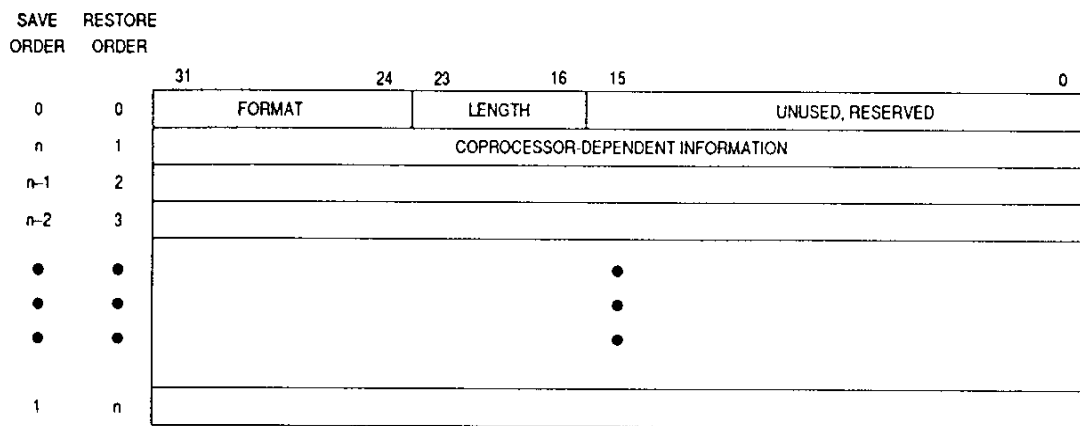 SAVE RESTORE
ORDER ORDER
31 24 23 16 15 0
0 0 FORMAT LENGTH UNUSED, RESERVED
n 1 COPROCESSOR-DEPENDENT INFORMATION
n–1 2
n–2 3
1 n